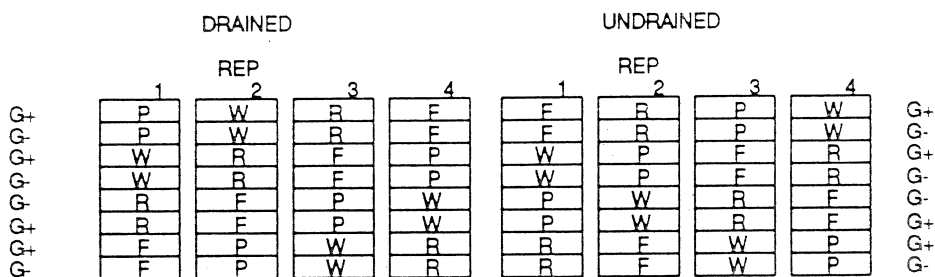 DRAINED UNDRAINED
REP REP
1 2 3 4 1 2 3 4
G+ P W R F F R P W G+
G- P W R F F R P W G-
G+ W R F P W P F R G+
G- W R F P W P F R G-
G- R F P W P W R F G-
G+ R F P W P W R F G+
G+ F P W R R F W P G+
G- F P W R R F W P G-